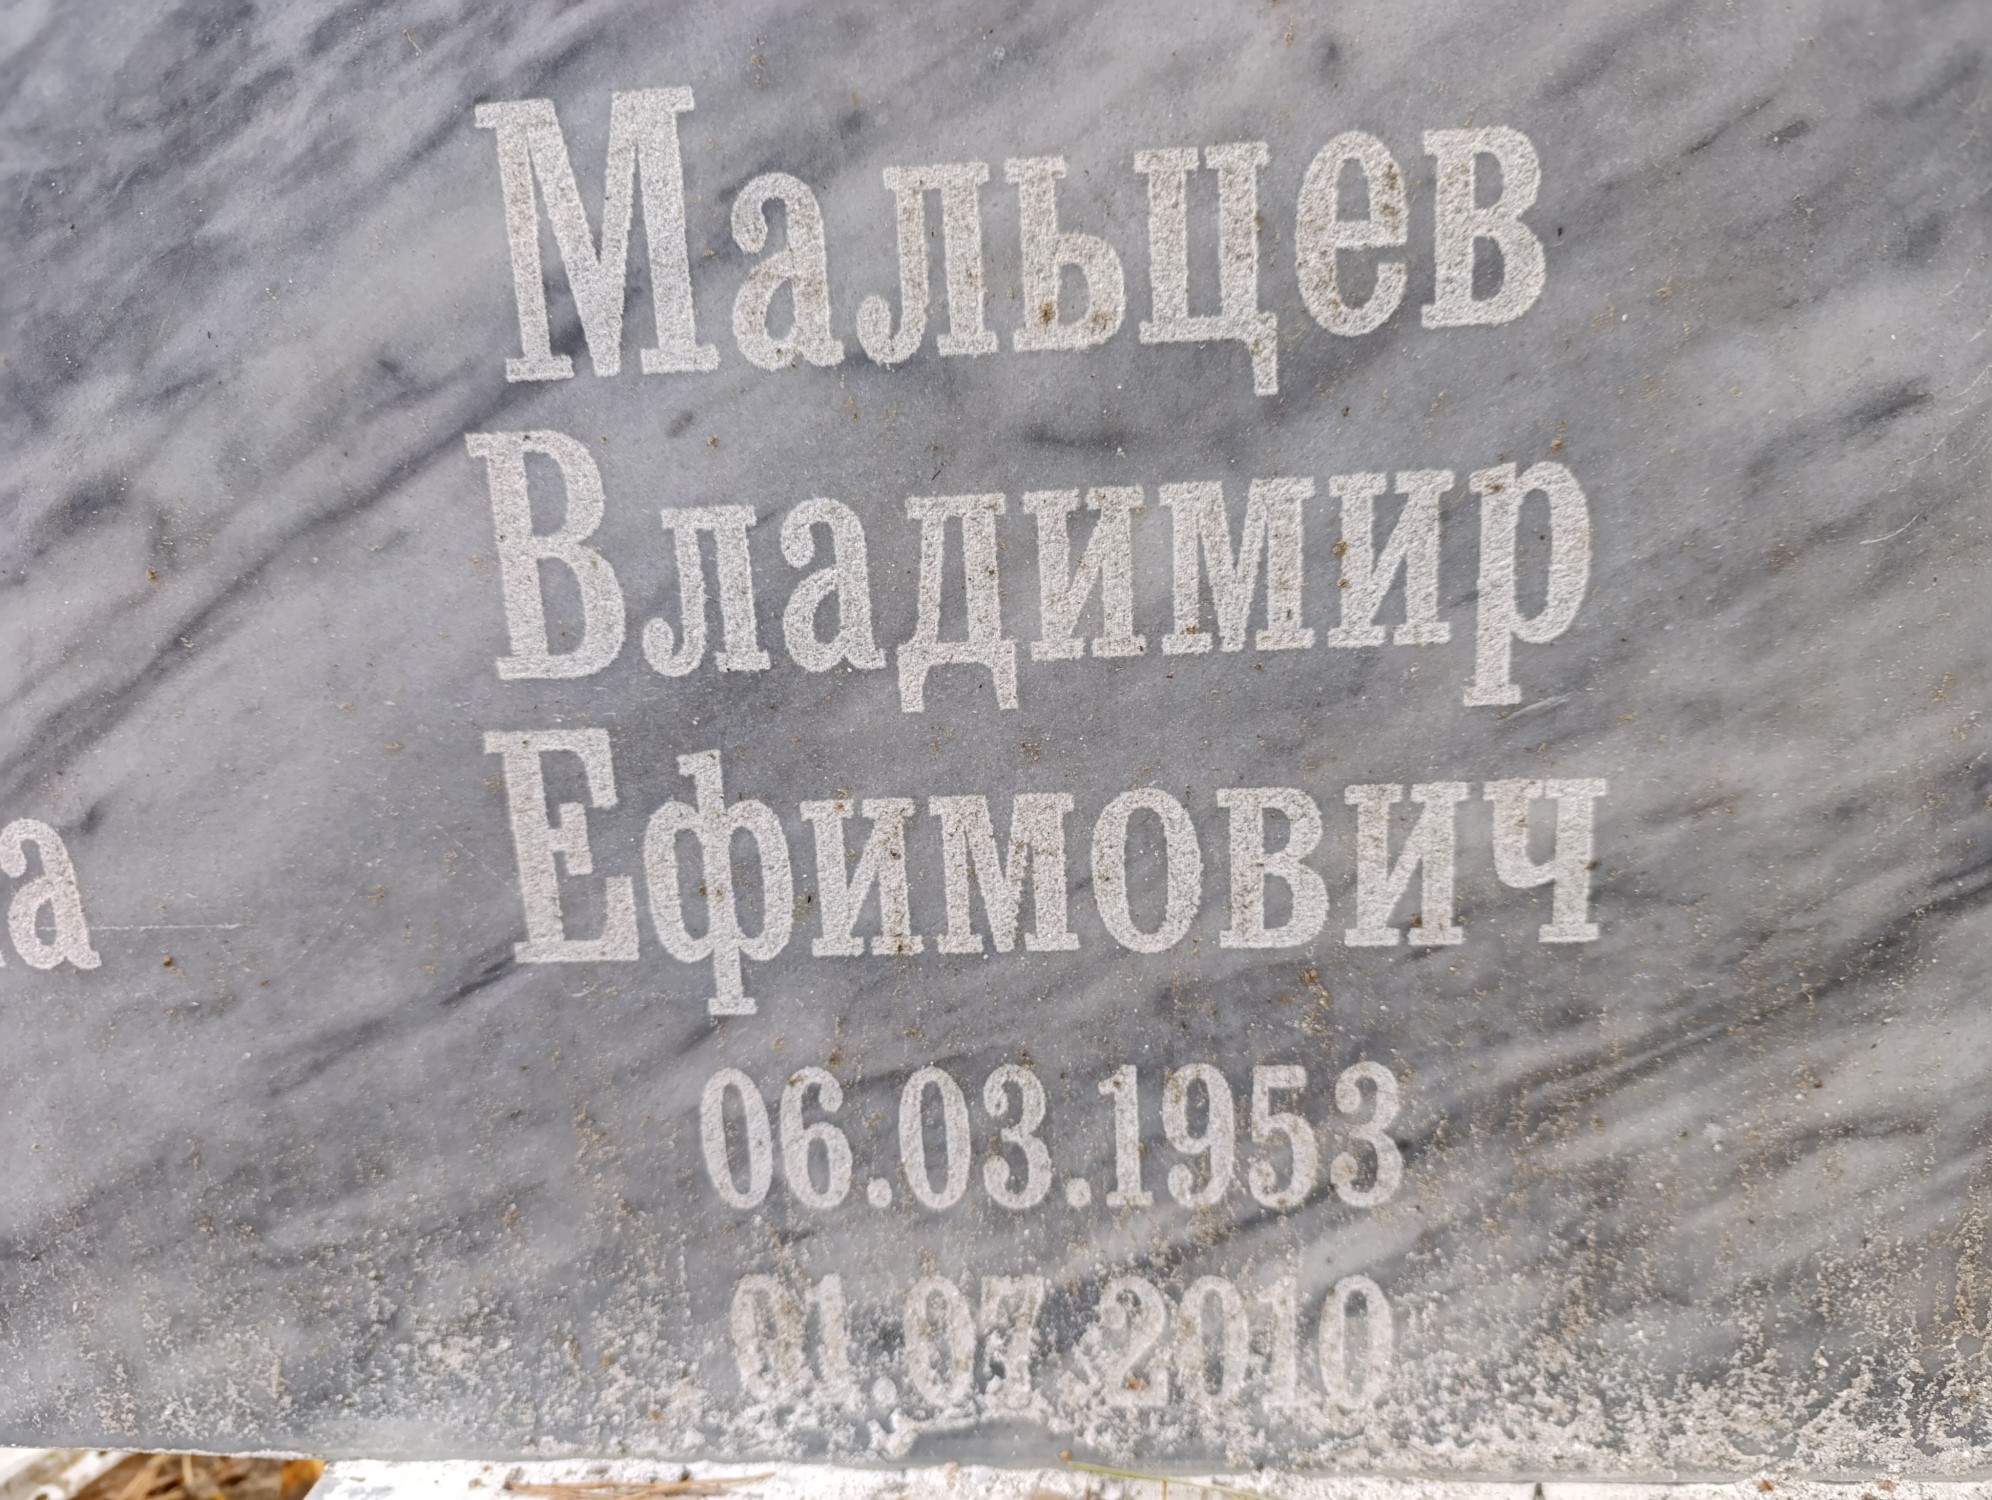 Мальцев
Владимир
Ефимович
06.03.1953
01.07.2010